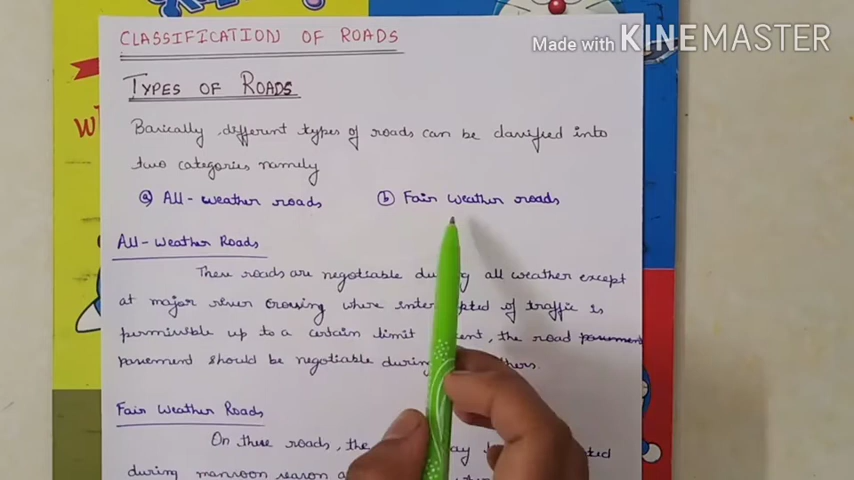 CLASSIFICATION OF ROADS
Made with KINEMASTER
TYPES OF ROADS
Basically different types of roads can be classified into
two categories namely
(a) All-weather roads (b) Fair weather roads
All-Weather Roads
These roads are negotiable during all weather except
at major river crossing where interrupted of traffic is
permissible up to a certain limit, the road pavement
pavement should be negotiable during
Fair Weather Roads
On these roads, the
during monsoon season